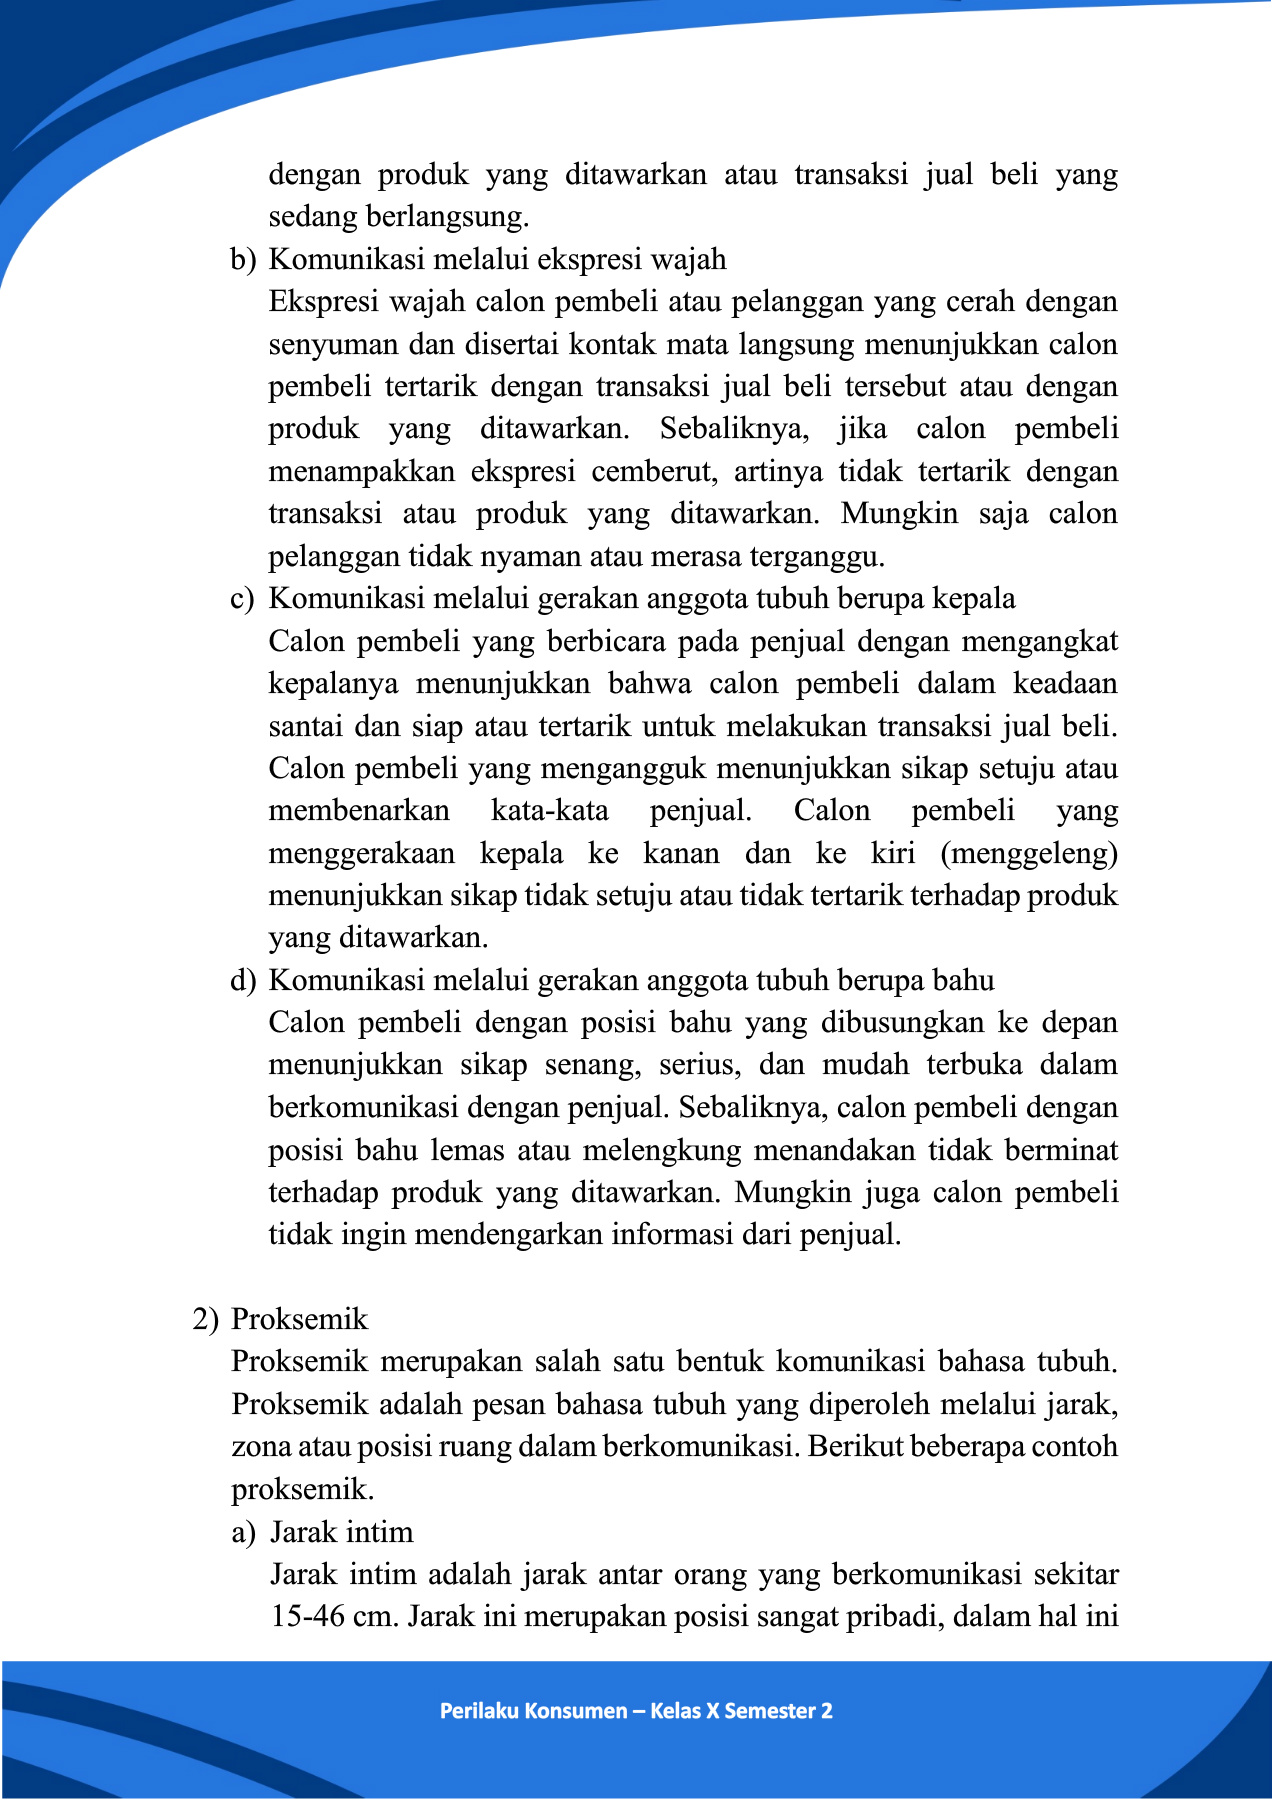 dengan produk yang ditawarkan atau transaksi jual beli yang
sedang berlangsung.
b) Komunikasi melalui ekspresi wajah
Ekspresi wajah calon pembeli atau pelanggan yang cerah dengan
senyuman dan disertai kontak mata langsung menunjukkan calon
pembeli tertarik dengan transaksi jual beli tersebut atau dengan
produk yang ditawarkan. Sebaliknya, jika calon pembeli
menampakkan ekspresi cemberut, artinya tidak tertarik dengan
transaksi atau produk yang ditawarkan. Mungkin saja calon
pelanggan tidak nyaman atau merasa terganggu.
c) Komunikasi melalui gerakan anggota tubuh berupa kepala
Calon pembeli yang berbicara pada penjual dengan mengangkat
kepalanya menunjukkan bahwa calon pembeli dalam keadaan
santai dan siap atau tertarik untuk melakukan transaksi jual beli.
Calon pembeli yang mengangguk menunjukkan sikap setuju atau
membenarkan kata-kata penjual. Calon pembeli yang
menggerakaan kepala ke kanan dan ke kiri (menggeleng)
menunjukkan sikap tidak setuju atau tidak tertarik terhadap produk
yang ditawarkan.
d) Komunikasi melalui gerakan anggota tubuh berupa bahu
Calon pembeli dengan posisi bahu yang dibusungkan ke depan
menunjukkan sikap senang, serius, dan mudah terbuka dalam
berkomunikasi dengan penjual. Sebaliknya, calon pembeli dengan
posisi bahu lemas atau melengkung menandakan tidak berminat
terhadap produk yang ditawarkan. Mungkin juga calon pembeli
tidak ingin mendengarkan informasi dari penjual.
2) Proksemik
Proksemik merupakan salah satu bentuk komunikasi bahasa tubuh.
Proksemik adalah pesan bahasa tubuh yang diperoleh melalui jarak,
zona atau posisi ruang dalam berkomunikasi. Berikut beberapa contoh
proksemik.
a) Jarak intim
Jarak intim adalah jarak antar orang yang berkomunikasi sekitar
15-46 cm. Jarak ini merupakan posisi sangat pribadi, dalam hal ini
Perilaku Konsumen – Kelas X Semester 2